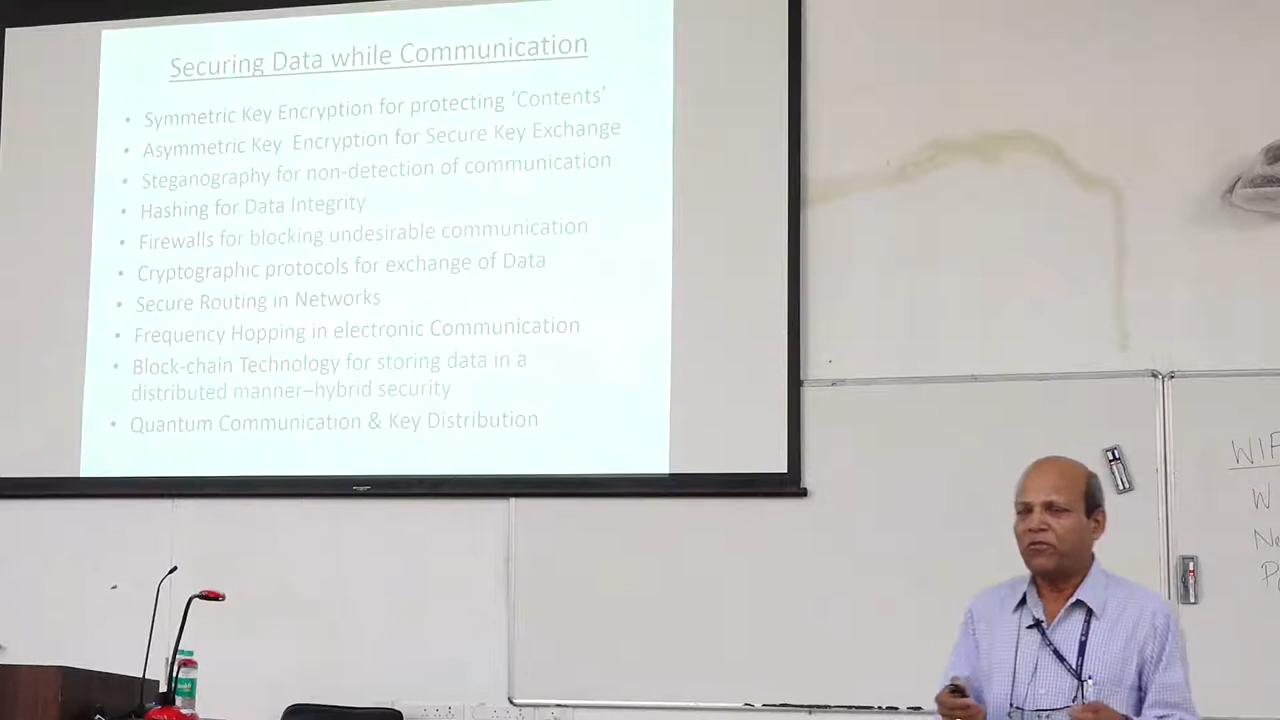 Securing Data while Communication
• Symmetric Key Encryption for protecting ‘Contents’
• Asymmetric Key Encryption for Secure Key Exchange
• Steganography for non-detection of communication
• Hashing for Data Integrity
• Firewalls for blocking undesirable communication
• Cryptographic protocols for exchange of Data
• Secure Routing in Networks
• Frequency Hopping in electronic Communication
• Block-chain Technology for storing data in a
distributed manner–hybrid security
• Quantum Communication & Key Distribution